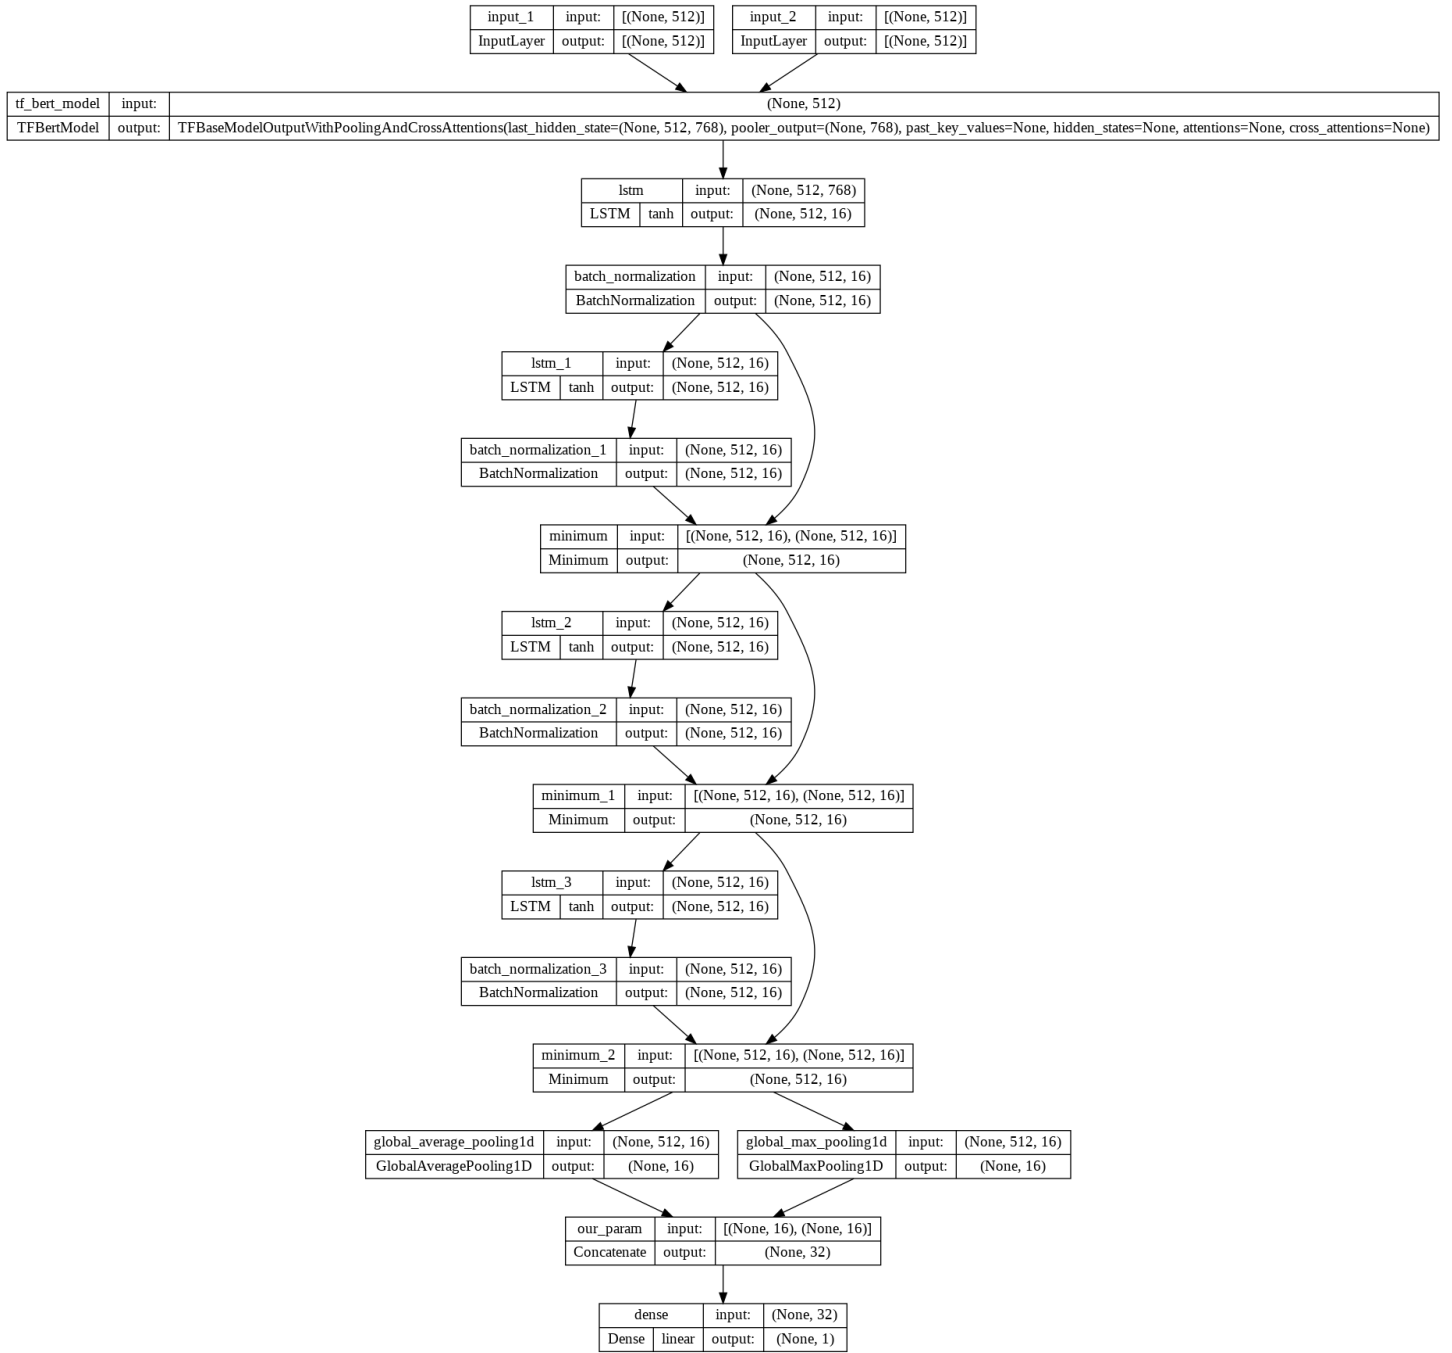 input_1 input: [(None, 512)]
InputLayer output: [(None, 512)]
input_2 input: [(None, 512)]
InputLayer output: [(None, 512)]
tf_bert_model input: (None, 512)
TFBertModel output: TFBaseModelOutputWithPoolingAndCrossAttentions(last_hidden_state=(None, 512, 768), pooler_output=(None, 768), past_key_values=None, hidden_states=None, attentions=None, cross_attentions=None)
lstm input: (None, 512, 768)
LSTM tanh output: (None, 512, 16)
batch_normalization input: (None, 512, 16)
BatchNormalization output: (None, 512, 16)
lstm_1 input: (None, 512, 16)
LSTM tanh output: (None, 512, 16)
batch_normalization_1 input: (None, 512, 16)
BatchNormalization output: (None, 512, 16)
minimum input: [(None, 512, 16), (None, 512, 16)]
Minimum output: (None, 512, 16)
lstm_2 input: (None, 512, 16)
LSTM tanh output: (None, 512, 16)
batch_normalization_2 input: (None, 512, 16)
BatchNormalization output: (None, 512, 16)
minimum_1 input: [(None, 512, 16), (None, 512, 16)]
Minimum output: (None, 512, 16)
lstm_3 input: (None, 512, 16)
LSTM tanh output: (None, 512, 16)
batch_normalization_3 input: (None, 512, 16)
BatchNormalization output: (None, 512, 16)
minimum_2 input: [(None, 512, 16), (None, 512, 16)]
Minimum output: (None, 512, 16)
global_average_pooling1d input: (None, 512, 16)
GlobalAveragePooling1D output: (None, 16)
global_max_pooling1d input: (None, 512, 16)
GlobalMaxPooling1D output: (None, 16)
our_param input: [(None, 16), (None, 16)]
Concatenate output: (None, 32)
dense input: (None, 32)
Dense linear output: (None, 1)